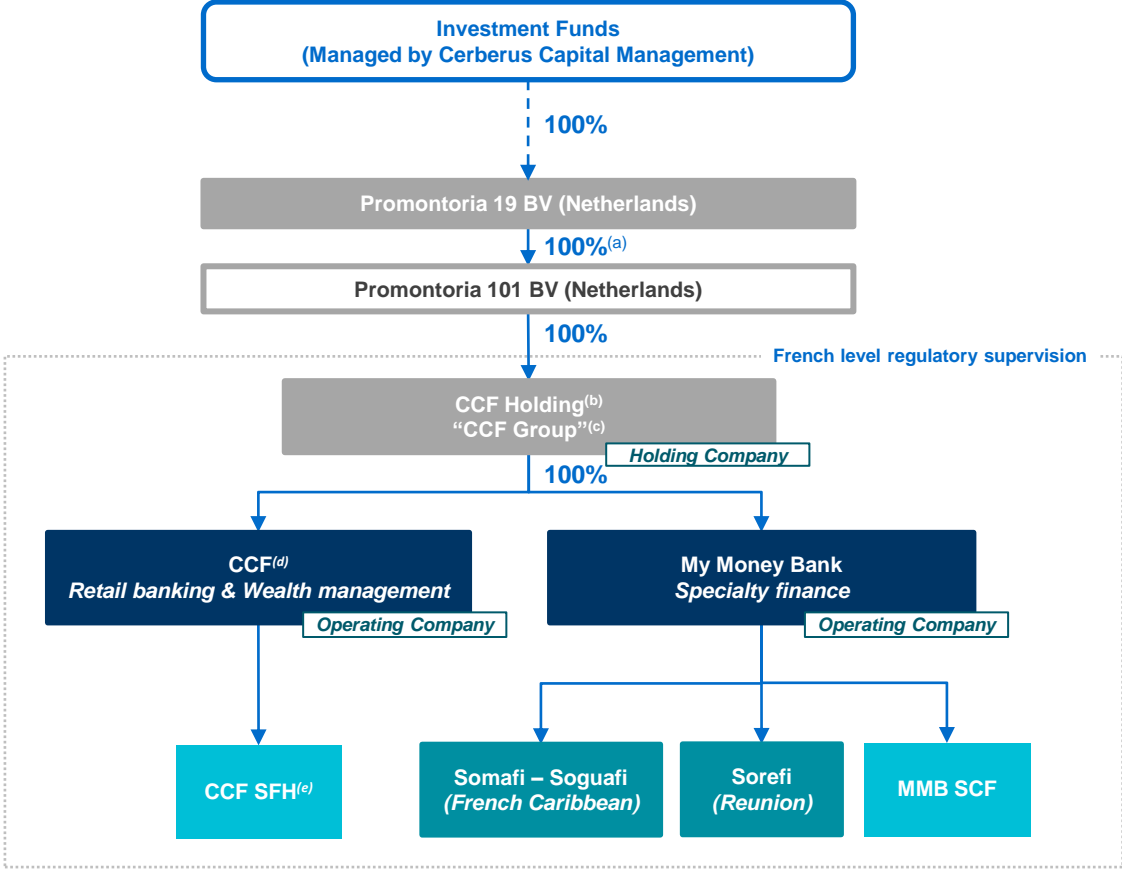 Investment Funds
(Managed by Cerberus Capital Management)
100%
Promontoria 19 BV (Netherlands)
100%(a)
Promontoria 101 BV (Netherlands)
100%
French level regulatory supervision
CCF Holding(b)
“CCF Group”(c)
Holding Company
100%
CCF(d)
Retail banking & Wealth management
Operating Company
My Money Bank
Specialty finance
Operating Company
CCF SFH(e)
Somafi – Soguafi
(French Caribbean)
Sorefi
(Reunion)
MMB SCF